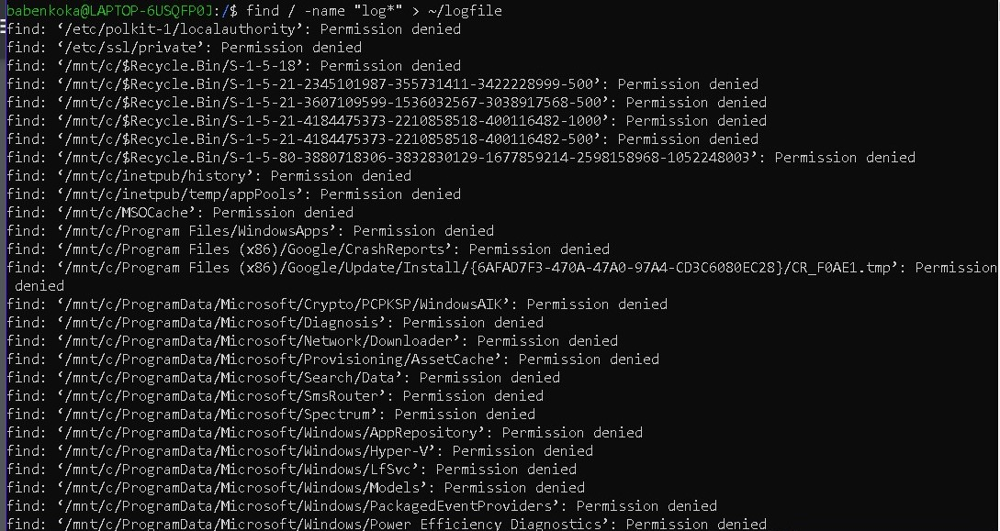 babenkoka@LAPTOP-6USQFP0J:/$ find / -name "log*" > ~/logfile
find: ‘/etc/polkit-1/localauthority’: Permission denied
find: ‘/etc/ssl/private’: Permission denied
find: ‘/mnt/c/$Recycle.Bin/S-1-5-18’: Permission denied
find: ‘/mnt/c/$Recycle.Bin/S-1-5-21-2345101987-355731411-3422228999-500’: Permission denied
find: ‘/mnt/c/$Recycle.Bin/S-1-5-21-3607109599-1536032567-3038917568-500’: Permission denied
find: ‘/mnt/c/$Recycle.Bin/S-1-5-21-4184475373-2210858518-400116482-1000’: Permission denied
find: ‘/mnt/c/$Recycle.Bin/S-1-5-21-4184475373-2210858518-400116482-500’: Permission denied
find: ‘/mnt/c/$Recycle.Bin/S-1-5-80-3880718306-3832830129-1677859214-2598158968-1052248003’: Permission denied
find: ‘/mnt/c/inetpub/history’: Permission denied
find: ‘/mnt/c/inetpub/temp/appPools’: Permission denied
find: ‘/mnt/c/MSOCache’: Permission denied
find: ‘/mnt/c/Program Files/WindowsApps’: Permission denied
find: ‘/mnt/c/Program Files (x86)/Google/CrashReports’: Permission denied
find: ‘/mnt/c/Program Files (x86)/Google/Update/Install/{6AFAD7F3-470A-47A0-97A4-CD3C6080EC28}/CR_F0AE1.tmp’: Permission
denied
find: ‘/mnt/c/ProgramData/Microsoft/Crypto/PCPKSP/WindowsAIK’: Permission denied
find: ‘/mnt/c/ProgramData/Microsoft/Diagnosis’: Permission denied
find: ‘/mnt/c/ProgramData/Microsoft/Network/Downloader’: Permission denied
find: ‘/mnt/c/ProgramData/Microsoft/Provisioning/AssetCache’: Permission denied
find: ‘/mnt/c/ProgramData/Microsoft/Search/Data’: Permission denied
find: ‘/mnt/c/ProgramData/Microsoft/SmsRouter’: Permission denied
find: ‘/mnt/c/ProgramData/Microsoft/Spectrum’: Permission denied
find: ‘/mnt/c/ProgramData/Microsoft/Windows/AppRepository’: Permission denied
find: ‘/mnt/c/ProgramData/Microsoft/Windows/Hyper-V’: Permission denied
find: ‘/mnt/c/ProgramData/Microsoft/Windows/LfSvc’: Permission denied
find: ‘/mnt/c/ProgramData/Microsoft/Windows/Models’: Permission denied
find: ‘/mnt/c/ProgramData/Microsoft/Windows/PackagedEventProviders’: Permission denied
find: ‘/mnt/c/ProgramData/Microsoft/Windows/Power Efficiency Diagnostics’: Permission denied